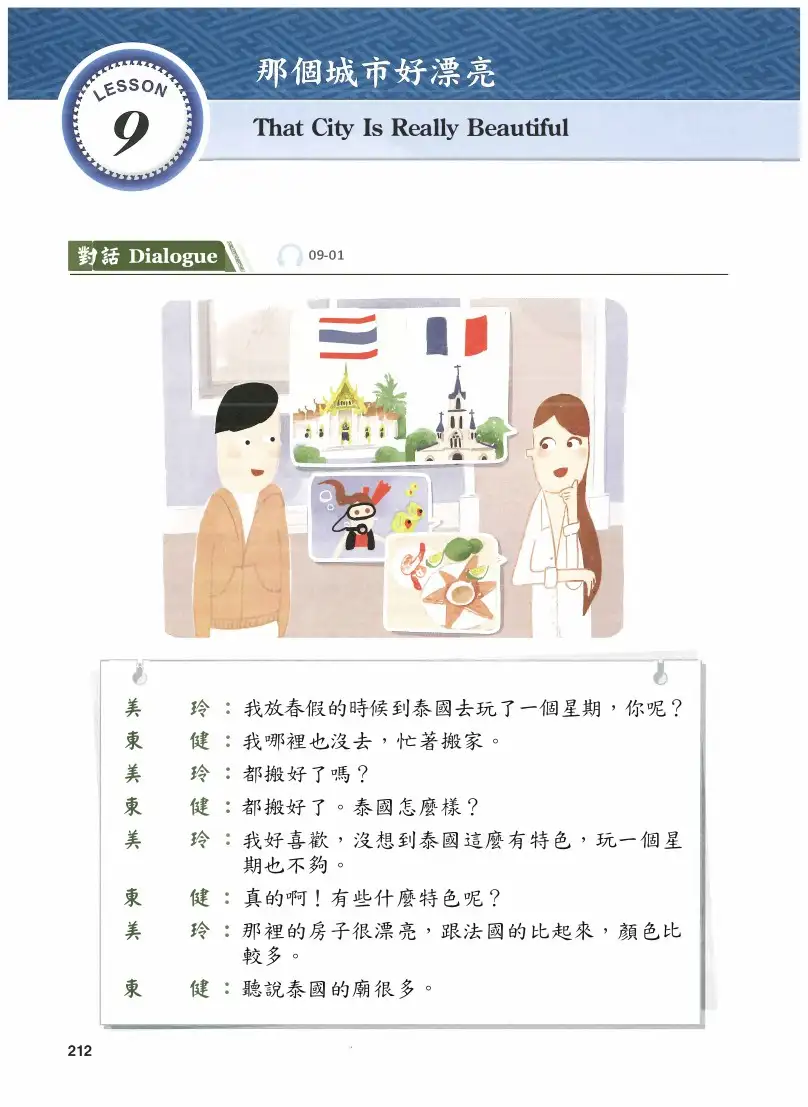 LESSON
9
那個城市好漂亮
That City Is Really Beautiful
對話 Dialogue
09-01
美玲：我放春假的時候到泰國去玩了一個星期，你呢？
東健：我哪裡也沒去，忙著搬家。
美玲：都搬好了嗎？
東健：都搬好了。泰國怎麼樣？
美玲：我好喜歡，沒想到泰國這麼有特色，玩一個星
期也不夠。
東健：真的啊！有些什麼特色呢？
美玲：那裡的房子很漂亮，跟法國的比起來，顏色比
較多。
東健：聽說泰國的廟很多。
212